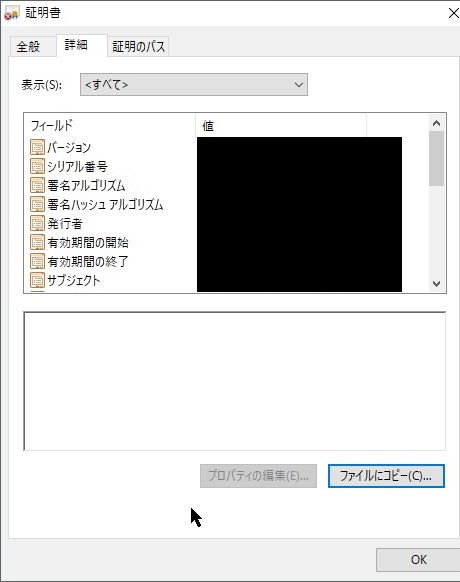 証明書
全般 詳細 証明のパス
表示(S): <すべて>
フィールド 値
バージョン
シリアル番号
署名アルゴリズム
署名ハッシュ アルゴリズム
発行者
有効期間の開始
有効期間の終了
サブジェクト
プロパティの編集(E)... ファイルにコピー(C)...
OK